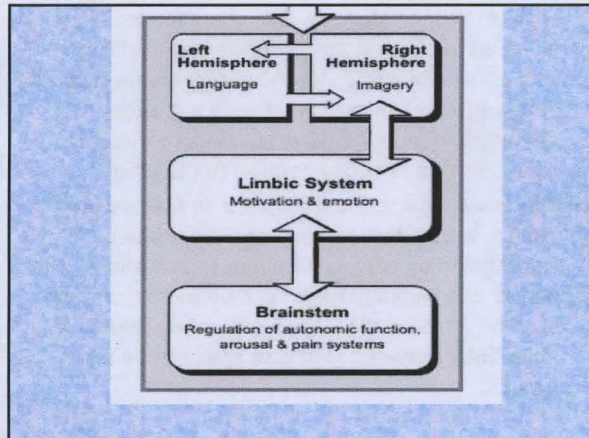 Left
Hemisphere
Language
Right
Hemisphere
Imagery
Limbic System
Motivation & emotion
Brainstem
Regulation of autonomic function,
arousal & pain systems